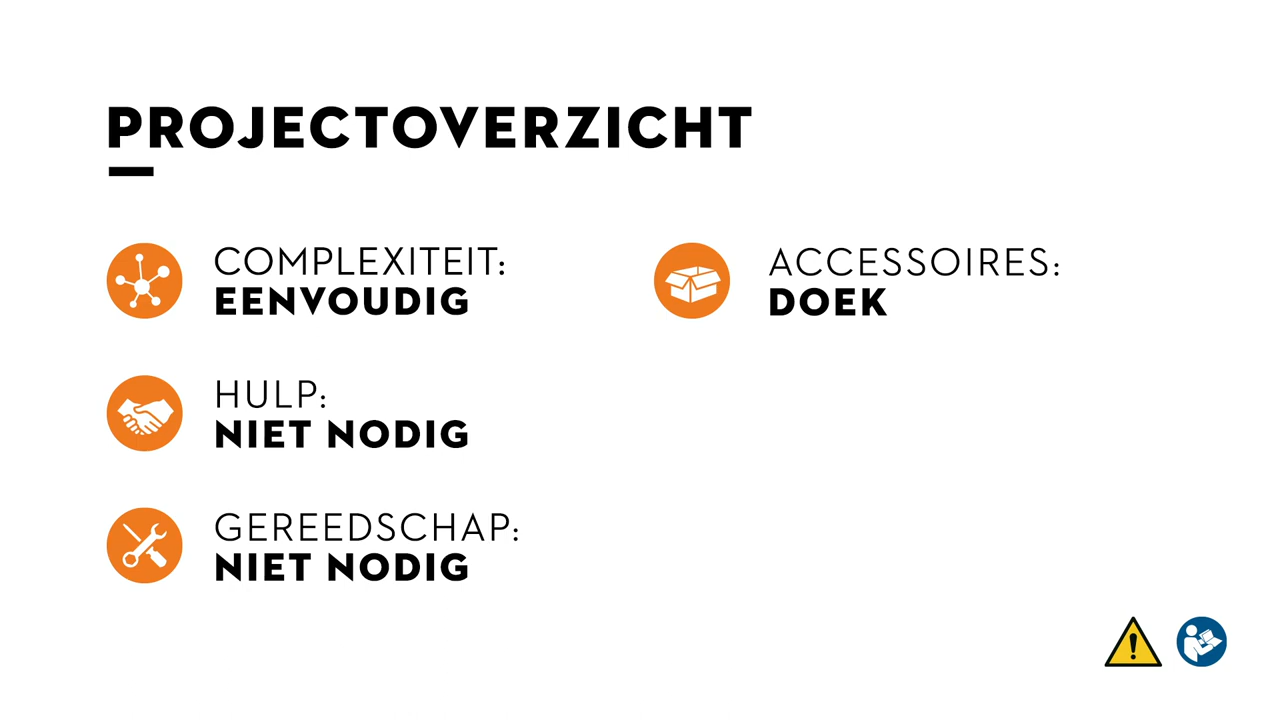 PROJECTOVERZICHT
COMPLEXITEIT:
EENVOUDIG
HULP:
NIET NODIG
GEREEDSCHAP:
NIET NODIG
ACCESSOIRES:
DOEK